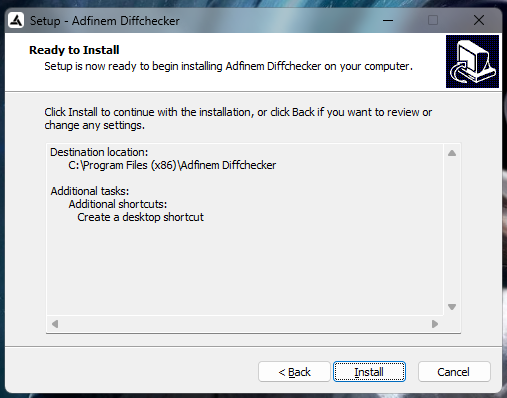 Setup - Adfinem Diffchecker
Ready to Install
Setup is now ready to begin installing Adfinem Diffchecker on your computer.
Click Install to continue with the installation, or click Back if you want to review or
change any settings.
Destination location:
C:\Program Files (x86)\Adfinem Diffchecker
Additional tasks:
Additional shortcuts:
Create a desktop shortcut
< Back
Install
Cancel